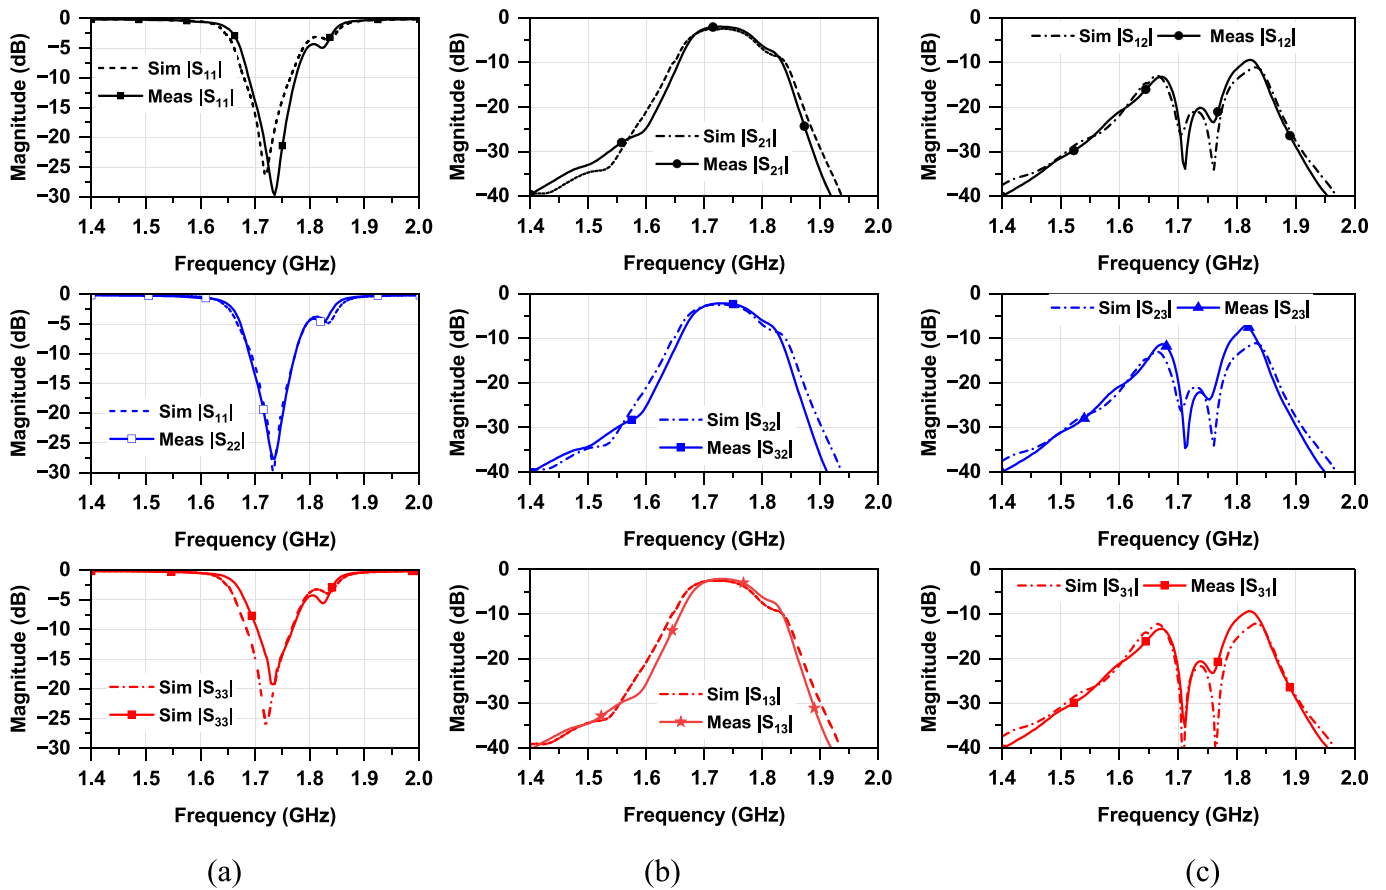 Magnitude (dB)
0
−5
−10
−15
−20
−25
−30
Sim |S11|
Meas |S11|
1.4 1.5 1.6 1.7 1.8 1.9 2.0
Frequency (GHz)
Magnitude (dB)
0
−10
−20
−30
−40
Sim |S21|
Meas |S21|
1.4 1.5 1.6 1.7 1.8 1.9 2.0
Frequency (GHz)
Magnitude (dB)
0
−10
−20
−30
−40
Sim |S12| Meas |S12|
1.4 1.5 1.6 1.7 1.8 1.9 2.0
Frequency (GHz)
Magnitude (dB)
0
−5
−10
−15
−20
−25
−30
Sim |S11|
Meas |S22|
1.4 1.5 1.6 1.7 1.8 1.9 2.0
Frequency (GHz)
Magnitude (dB)
0
−10
−20
−30
−40
Sim |S32|
Meas |S32|
1.4 1.5 1.6 1.7 1.8 1.9 2.0
Frequency (GHz)
Magnitude (dB)
0
−10
−20
−30
−40
Sim |S23| Meas |S23|
1.4 1.5 1.6 1.7 1.8 1.9 2.0
Frequency (GHz)
Magnitude (dB)
0
−5
−10
−15
−20
−25
−30
Sim |S33|
Sim |S33|
1.4 1.5 1.6 1.7 1.8 1.9 2.0
Frequency (GHz)
Magnitude (dB)
0
−10
−20
−30
−40
Sim |S13|
Meas |S13|
1.4 1.5 1.6 1.7 1.8 1.9 2.0
Frequency (GHz)
Magnitude (dB)
0
−10
−20
−30
−40
Sim |S31| Meas |S31|
1.4 1.5 1.6 1.7 1.8 1.9 2.0
Frequency (GHz)
(a) (b) (c)